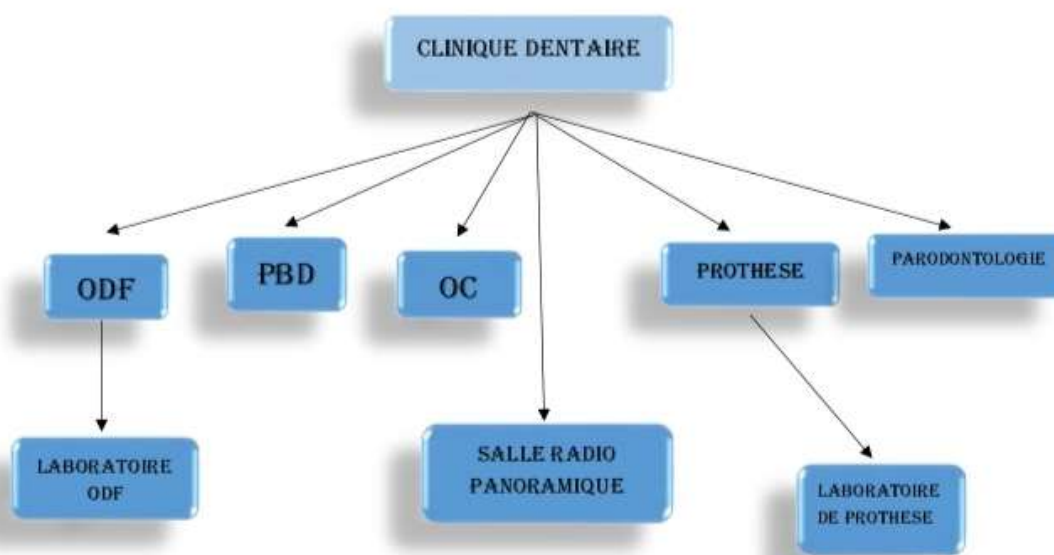 CLINIQUE DENTAIRE
ODF
PBD
OC
PROTHESE
PARODONTOLOGIE
LABORATOIRE
ODF
SALLE RADIO
PANORAMIQUE
LABORATOIRE
DE PROTHESE